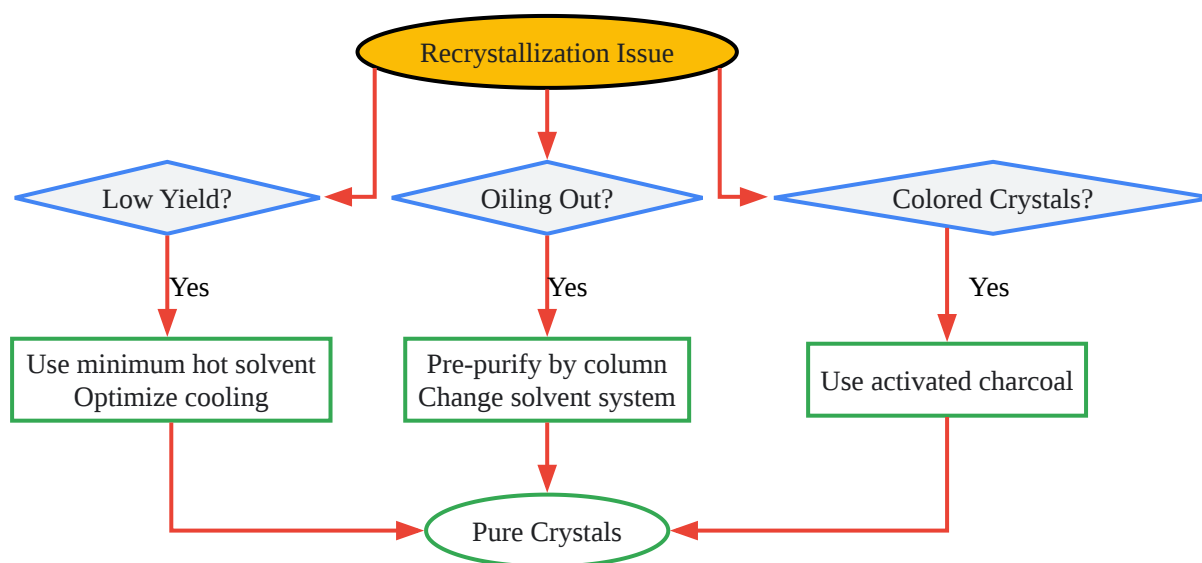 Recrystallization Issue
Low Yield?
Oiling Out?
Colored Crystals?
Yes
Yes
Yes
Use minimum hot solvent
Optimize cooling
Pre-purify by column
Change solvent system
Use activated charcoal
Pure Crystals